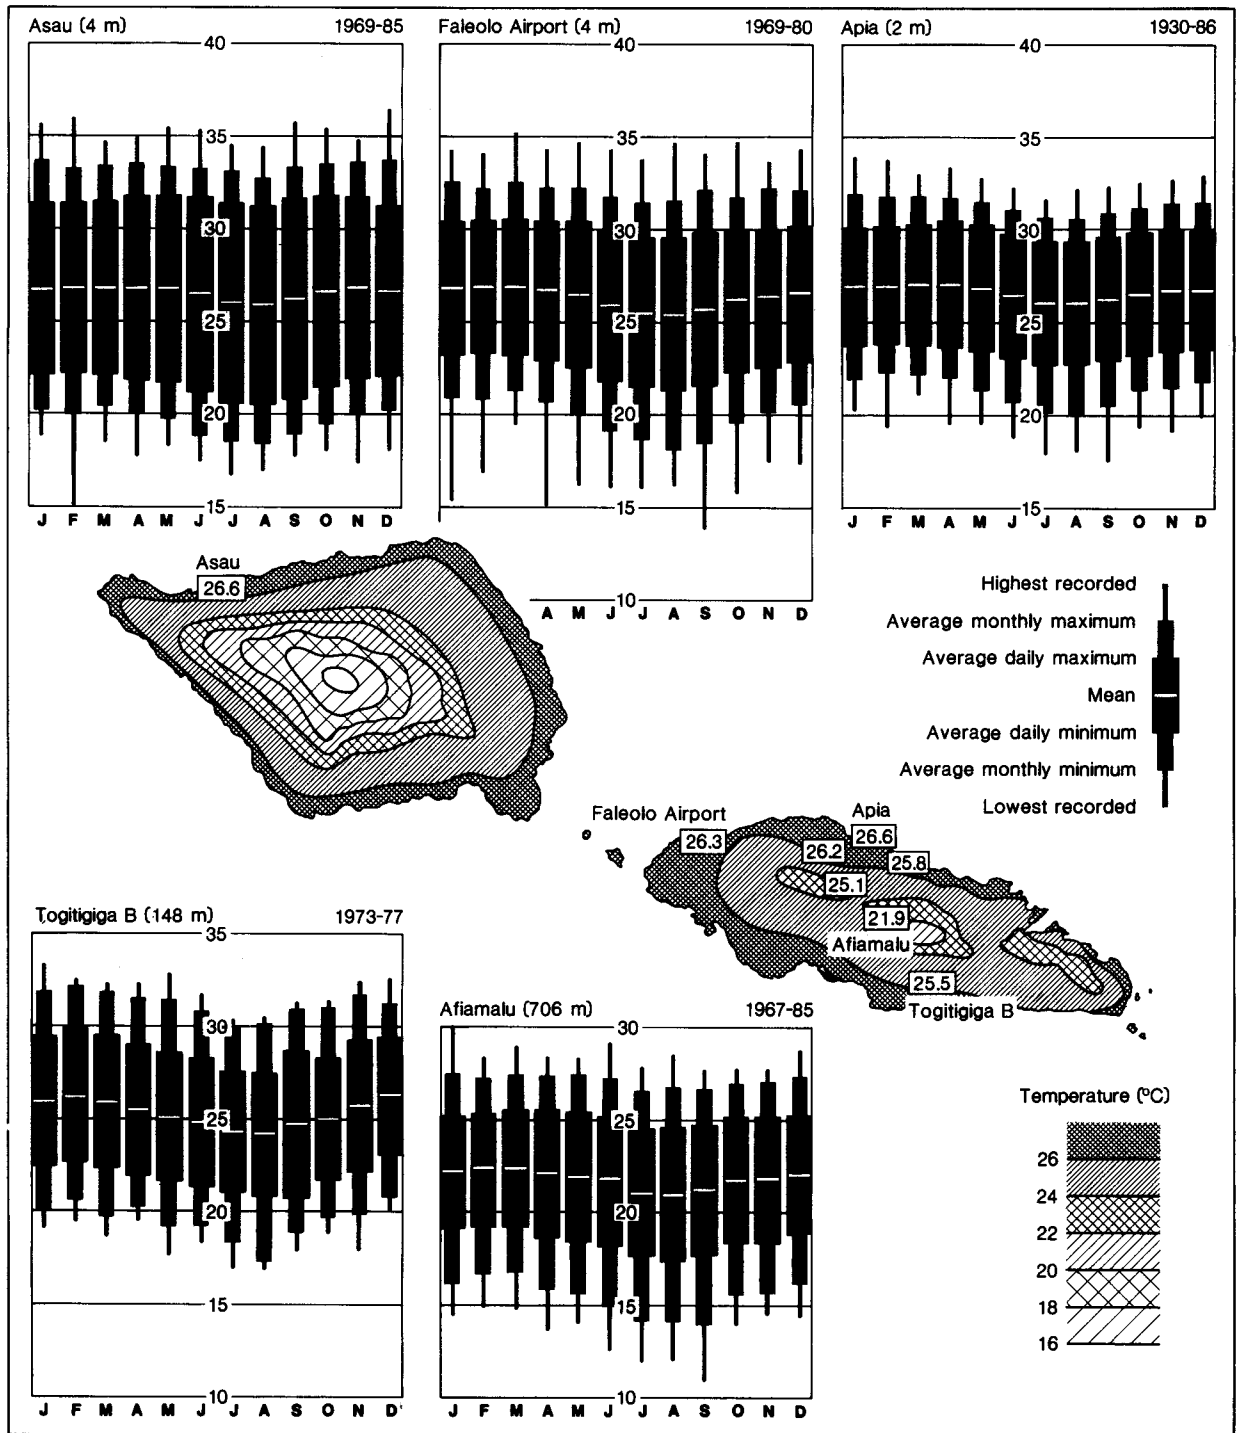 Asau (4 m) 1969-85
40
35
30
25
20
15
J F M A M J J A S O N D
Faleolo Airport (4 m) 1969-80
40
35
30
25
20
15
10
A M J J A S O N D
Apia (2 m) 1930-86
40
35
30
25
20
15
J F M A M J J A S O N D
Asau
26.6
Highest recorded
Average monthly maximum
Average daily maximum
Mean
Average daily minimum
Average monthly minimum
Lowest recorded
Faleolo Airport
26.3
Apia
26.6
26.2
25.8
25.1
21.9
Afiamalu
25.5
Togitigiga B
Togitigiga B (148 m) 1973-77
35
30
25
20
15
10
J F M A M J J A S O N D
Afiamalu (706 m) 1967-85
30
25
20
15
10
J F M A M J J A S O N D
Temperature (°C)
26
24
22
20
18
16